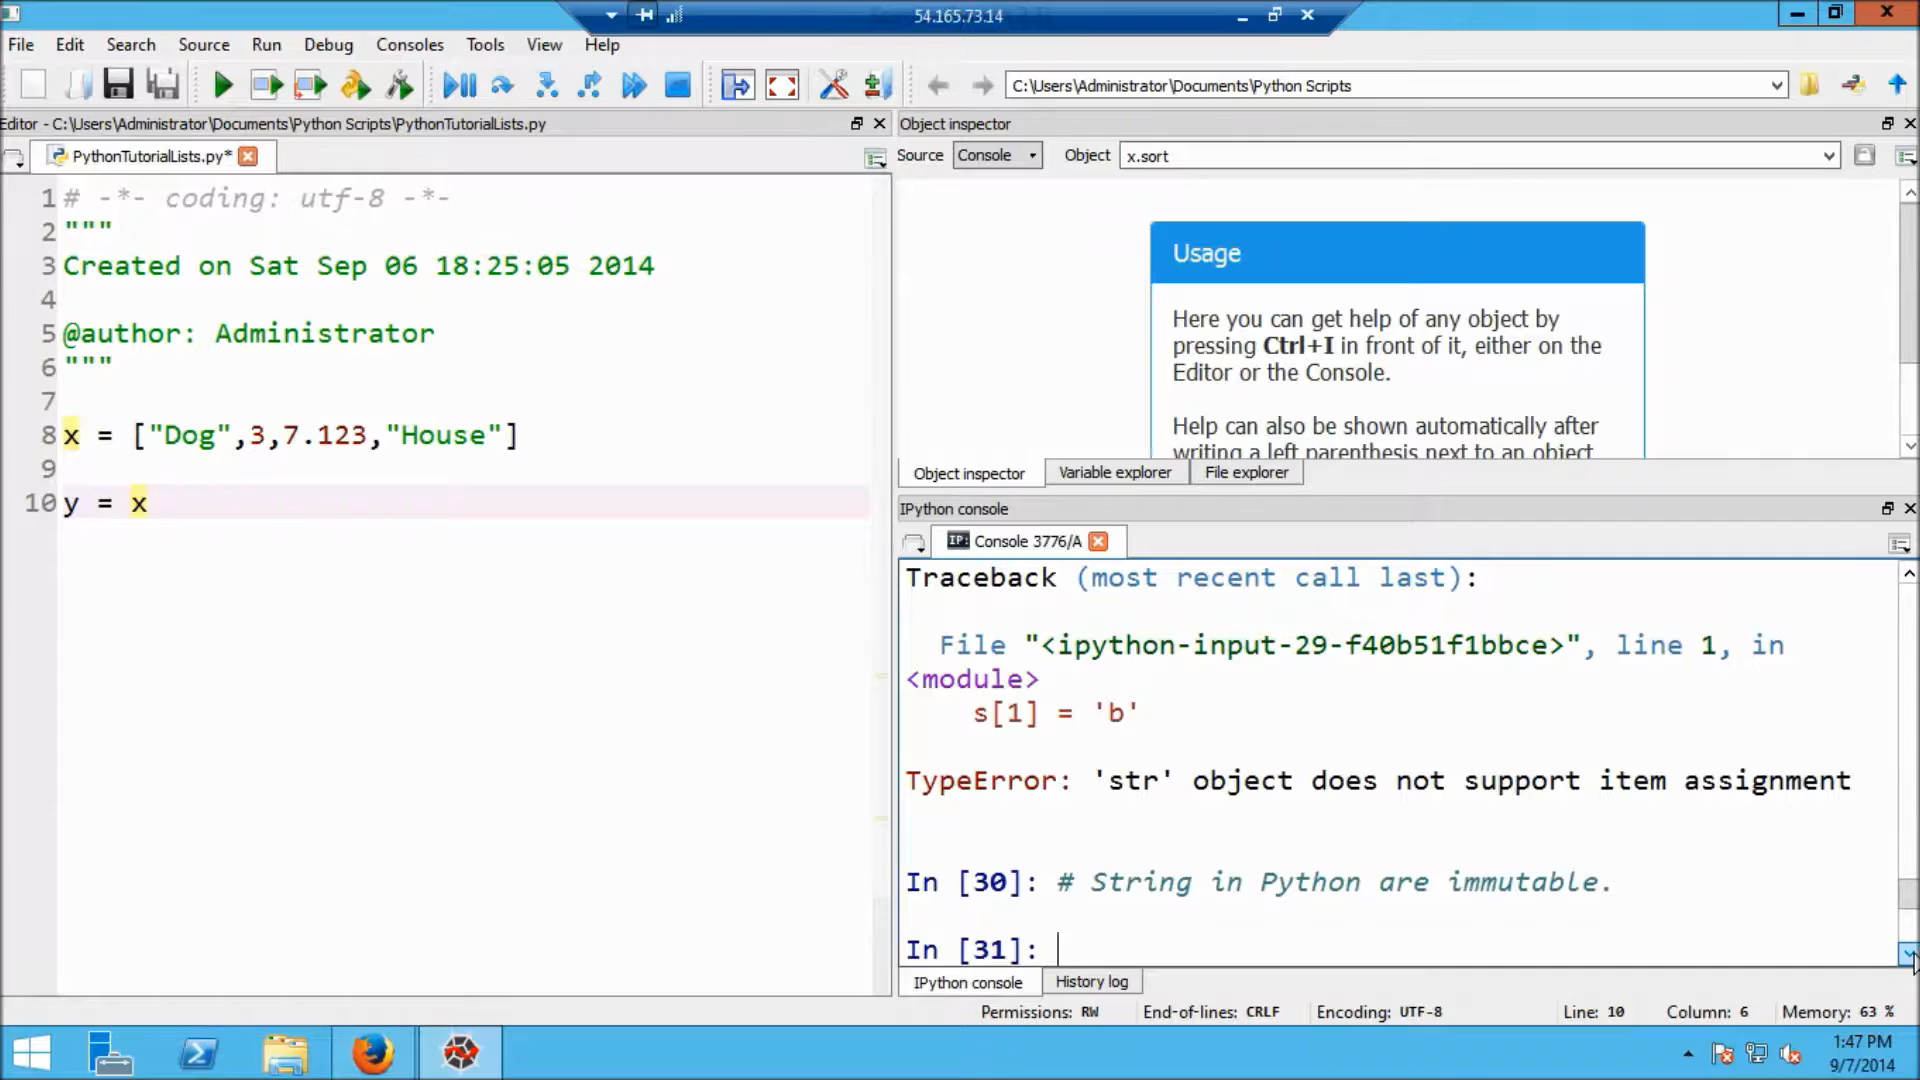 54.165.73.14
File Edit Search Source Run Debug Consoles Tools View Help
C:\Users\Administrator\Documents\Python Scripts
Editor - C:\Users\Administrator\Documents\Python Scripts\PythonTutorialLists.py
PythonTutorialLists.py*
1 # -*- coding: utf-8 -*-
2 """
3 Created on Sat Sep 06 18:25:05 2014
4
5 @author: Administrator
6 """
7
8 x = ["Dog",3,7.123,"House"]
9
10 y = x
Object inspector
Source Console Object x.sort
Usage
Here you can get help of any object by
pressing Ctrl+I in front of it, either on the
Editor or the Console.
Help can also be shown automatically after
writing a left parenthesis next to an object
Object inspector Variable explorer File explorer
IPython console
IP: Console 3776/A
Traceback (most recent call last):
File "<ipython-input-29-f40b51f1bbce>", line 1, in
<module>
s[1] = 'b'
TypeError: 'str' object does not support item assignment
In [30]: # String in Python are immutable.
In [31]:
IPython console History log
Permissions: RW End-of-lines: CRLF Encoding: UTF-8 Line: 10 Column: 6 Memory: 63 %
1:47 PM
9/7/2014